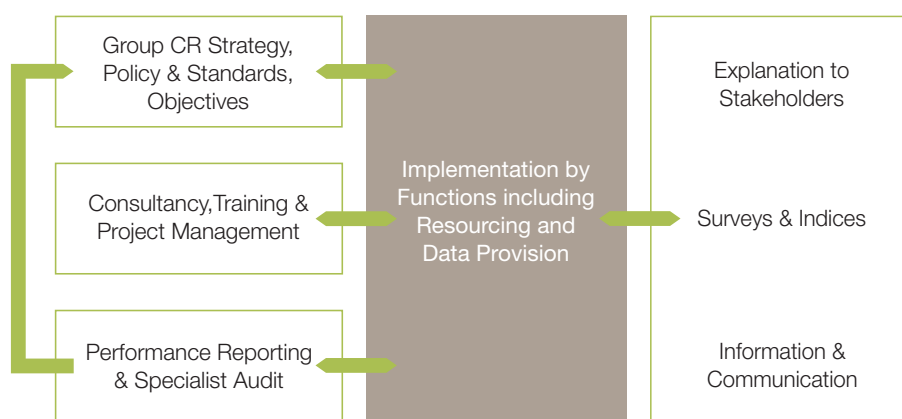 Group CR Strategy,
Policy & Standards,
Objectives
Consultancy,Training &
Project Management
Performance Reporting
& Specialist Audit
Implementation by
Functions including
Resourcing and
Data Provision
Explanation to
Stakeholders
Surveys & Indices
Information &
Communication